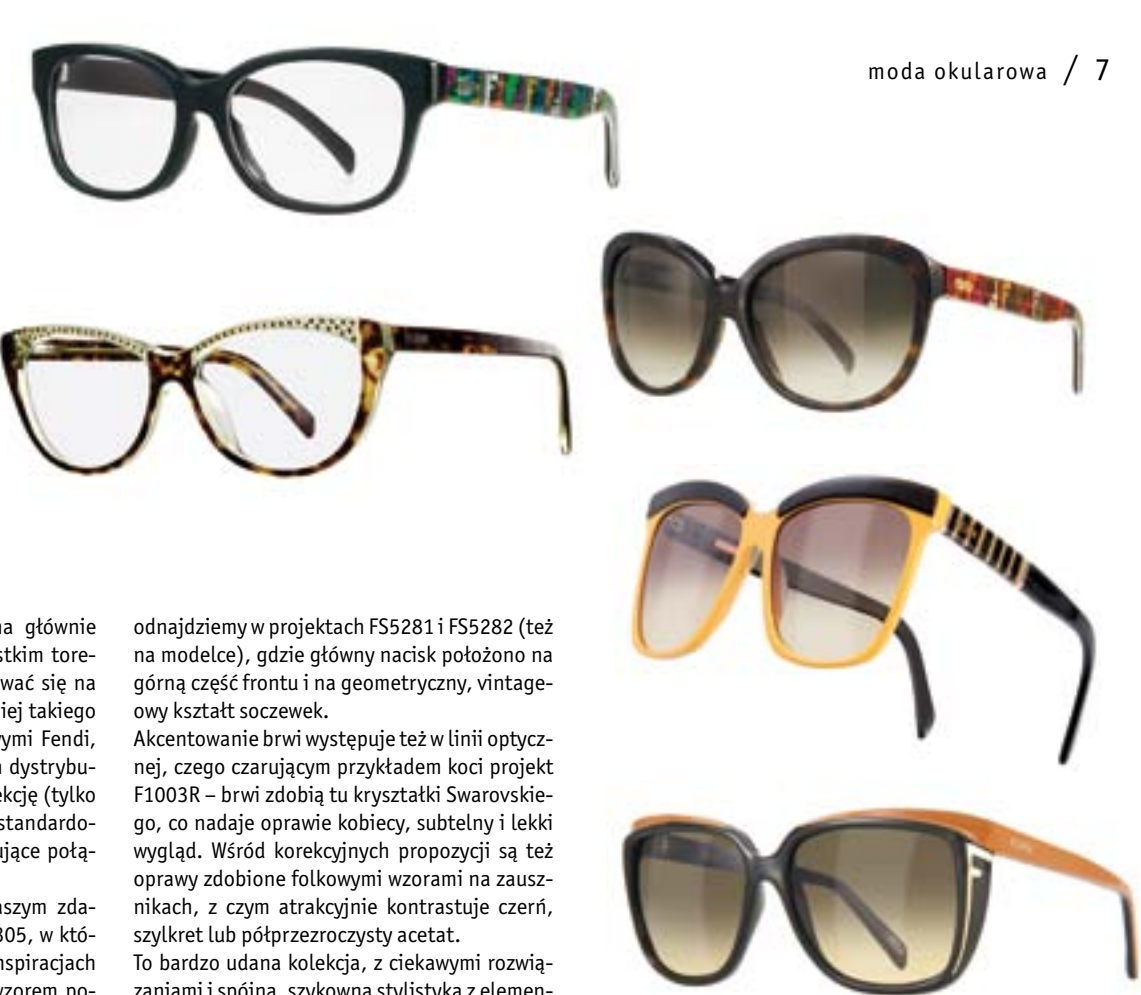 moda okularowa / 7
na głównie
stkim tore-
wać się na
iej takiego
ymi Fendi,
dystrybu-
ekcję (tylko
standardo-
ujące połą-
aszym zda-
305, w któ-
nspiracjach
wzorem po-
odnajdziemy w projektach FS5281 i FS5282 (też
na modelce), gdzie główny nacisk położono na
górną część frontu i na geometryczny, vintage-
owy kształt soczewek.
Akcentowanie brwi występuje też w linii optycz-
nej, czego czarującym przykładem koci projekt
F1003R – brwi zdobią tu kryształki Swarovskie-
go, co nadaje oprawie kobiecy, subtelny i lekki
wygląd. Wśród korekcyjnych propozycji są też
oprawy zdobione folkowymi wzorami na zausz-
nikach, z czym atrakcyjnie kontrastuje czerń,
szylkret lub półprzezroczysty acetat.
To bardzo udana kolekcja, z ciekawymi rozwią-
zaniami i spójną, szykowną stylistyką z elemen-